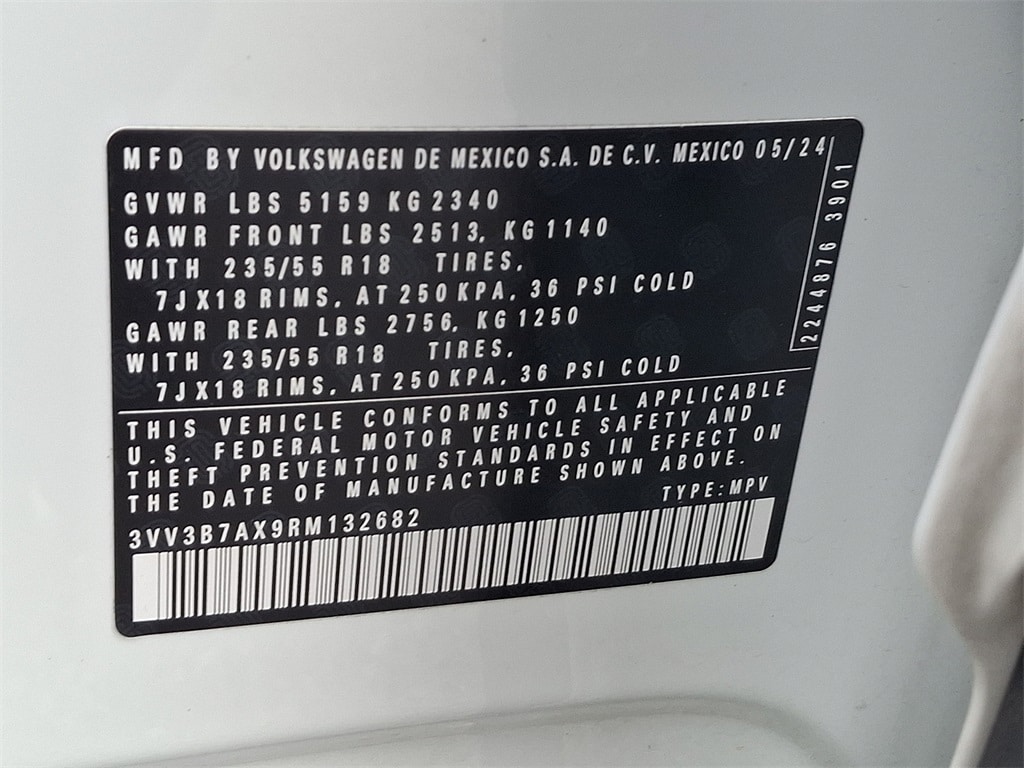 MFD BY VOLKSWAGEN DE MEXICO S.A. DE C.V. MEXICO 05/24
GVWR LBS 5159 KG 2340
GAWR FRONT LBS 2513, KG 1140
WITH 235/55 R18 TIRES,
7JX18 RIMS, AT 250 KPA, 36 PSI COLD
GAWR REAR LBS 2756, KG 1250
WITH 235/55 R18 TIRES,
7JX18 RIMS, AT 250 KPA, 36 PSI COLD
2244876 3901
THIS VEHICLE CONFORMS TO ALL APPLICABLE
U.S. FEDERAL MOTOR VEHICLE SAFETY AND
THEFT PREVENTION STANDARDS IN EFFECT ON
THE DATE OF MANUFACTURE SHOWN ABOVE.
3VV3B7AX9RM132682 TYPE:MPV